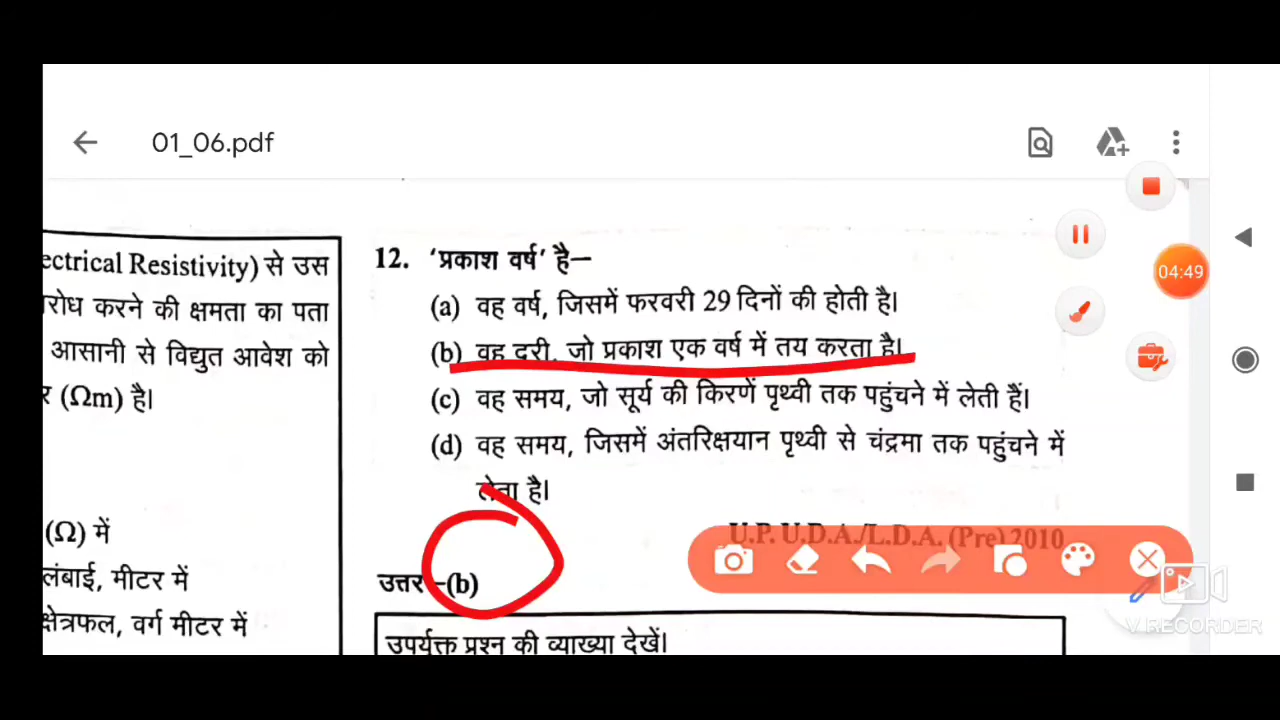 01_06.pdf
04:49
ectrical Resistivity) से उस
रोध करने की क्षमता का पता
आसानी से विद्युत आवेश को
र (Ωm) है।
(Ω) में
लंबाई, मीटर में
क्षेत्रफल, वर्ग मीटर में
12. ‘प्रकाश वर्ष’ है–
(a) वह वर्ष, जिसमें फरवरी 29 दिनों की होती है।
(b) वह दूरी, जो प्रकाश एक वर्ष में तय करता है।
(c) वह समय, जो सूर्य की किरणें पृथ्वी तक पहुंचने में लेती हैं।
(d) वह समय, जिसमें अंतरिक्षयान पृथ्वी से चंद्रमा तक पहुंचने में
लेता है।
U.P. U.D.A./L.D.A. (Pre) 2010
उत्तर–(b)
उपर्युक्त प्रश्न की व्याख्या देखें।
V RECORDER